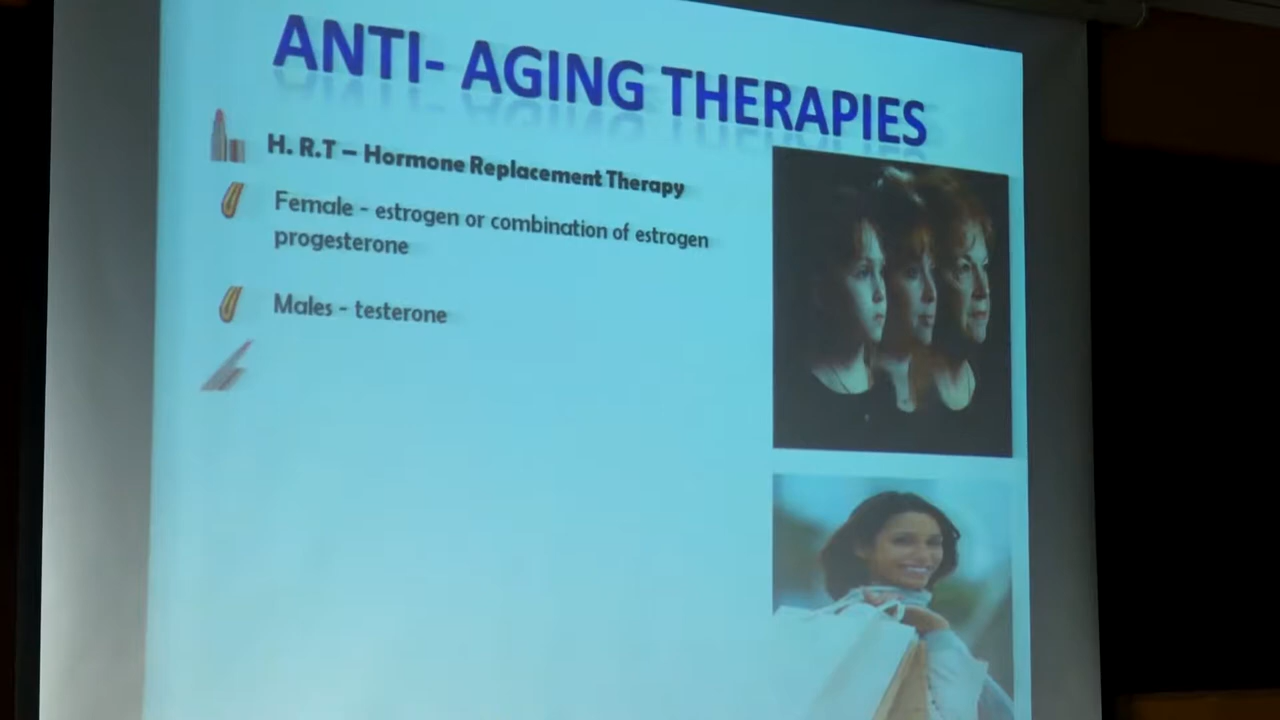 ANTI- AGING THERAPIES
H. R.T – Hormone Replacement Therapy
Female - estrogen or combination of estrogen
progesterone
Males - testerone